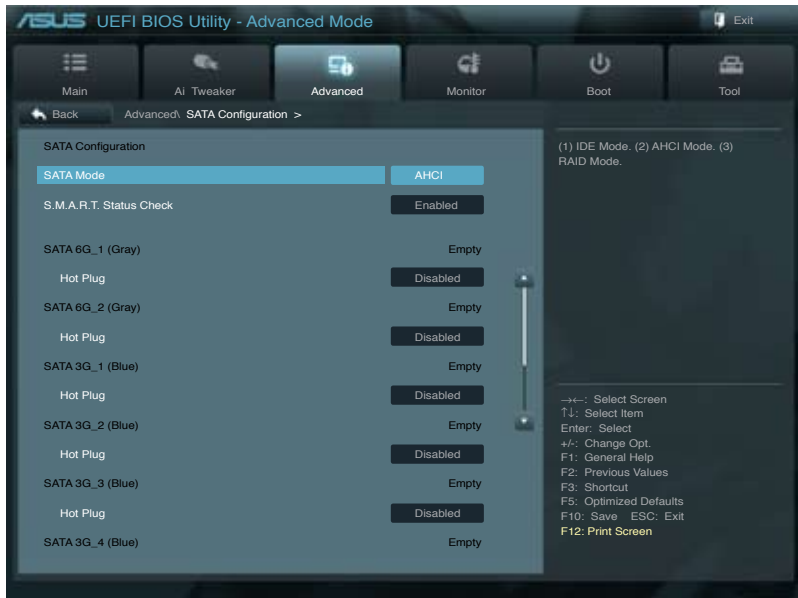 ASUS UEFI BIOS Utility - Advanced Mode
Exit
Main
Ai Tweaker
Advanced
Monitor
Boot
Tool
Back
Advanced\ SATA Configuration >
SATA Configuration
SATA Mode AHCI
S.M.A.R.T. Status Check Enabled
SATA 6G_1 (Gray) Empty
Hot Plug Disabled
SATA 6G_2 (Gray) Empty
Hot Plug Disabled
SATA 3G_1 (Blue) Empty
Hot Plug Disabled
SATA 3G_2 (Blue) Empty
Hot Plug Disabled
SATA 3G_3 (Blue) Empty
Hot Plug Disabled
SATA 3G_4 (Blue) Empty
(1) IDE Mode. (2) AHCI Mode. (3)
RAID Mode.
→←: Select Screen
↑↓: Select Item
Enter: Select
+/-: Change Opt.
F1: General Help
F2: Previous Values
F3: Shortcut
F5: Optimized Defaults
F10: Save ESC: Exit
F12: Print Screen